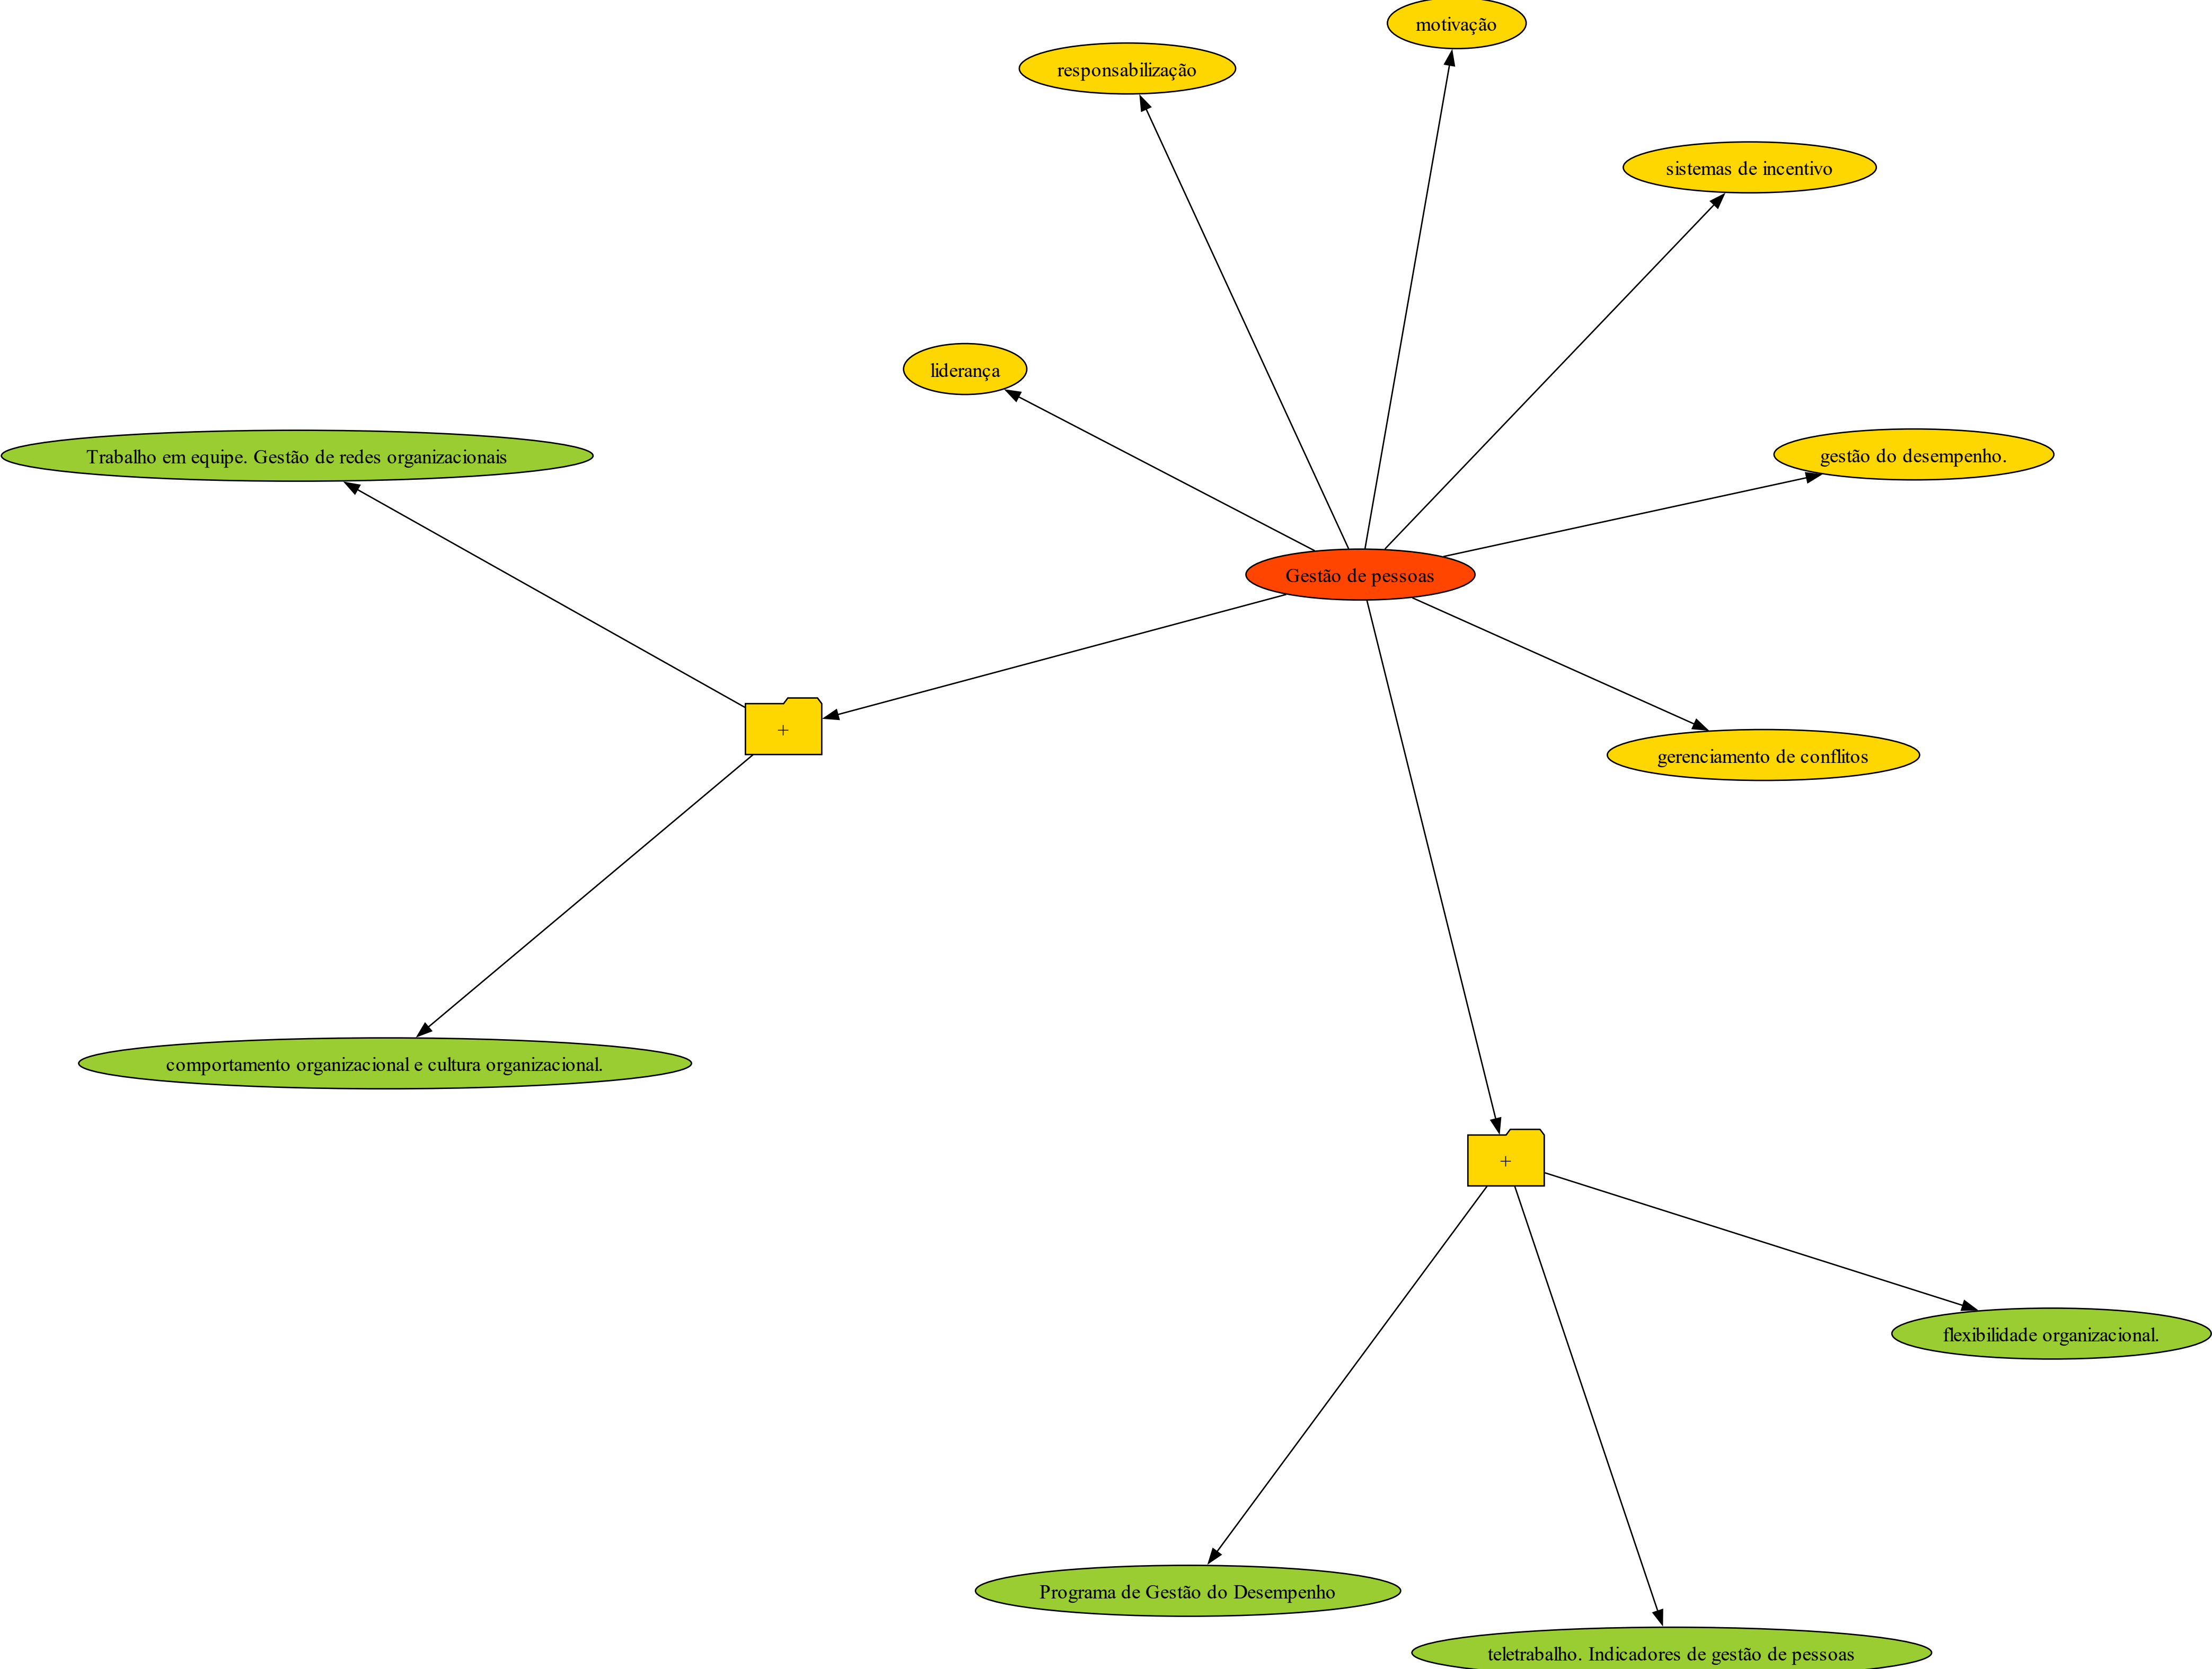 motivação
responsabilização
sistemas de incentivo
liderança
gestão do desempenho.
Trabalho em equipe. Gestão de redes organizacionais
Gestão de pessoas
+
gerenciamento de conflitos
comportamento organizacional e cultura organizacional.
+
flexibilidade organizacional.
Programa de Gestão do Desempenho
teletrabalho. Indicadores de gestão de pessoas